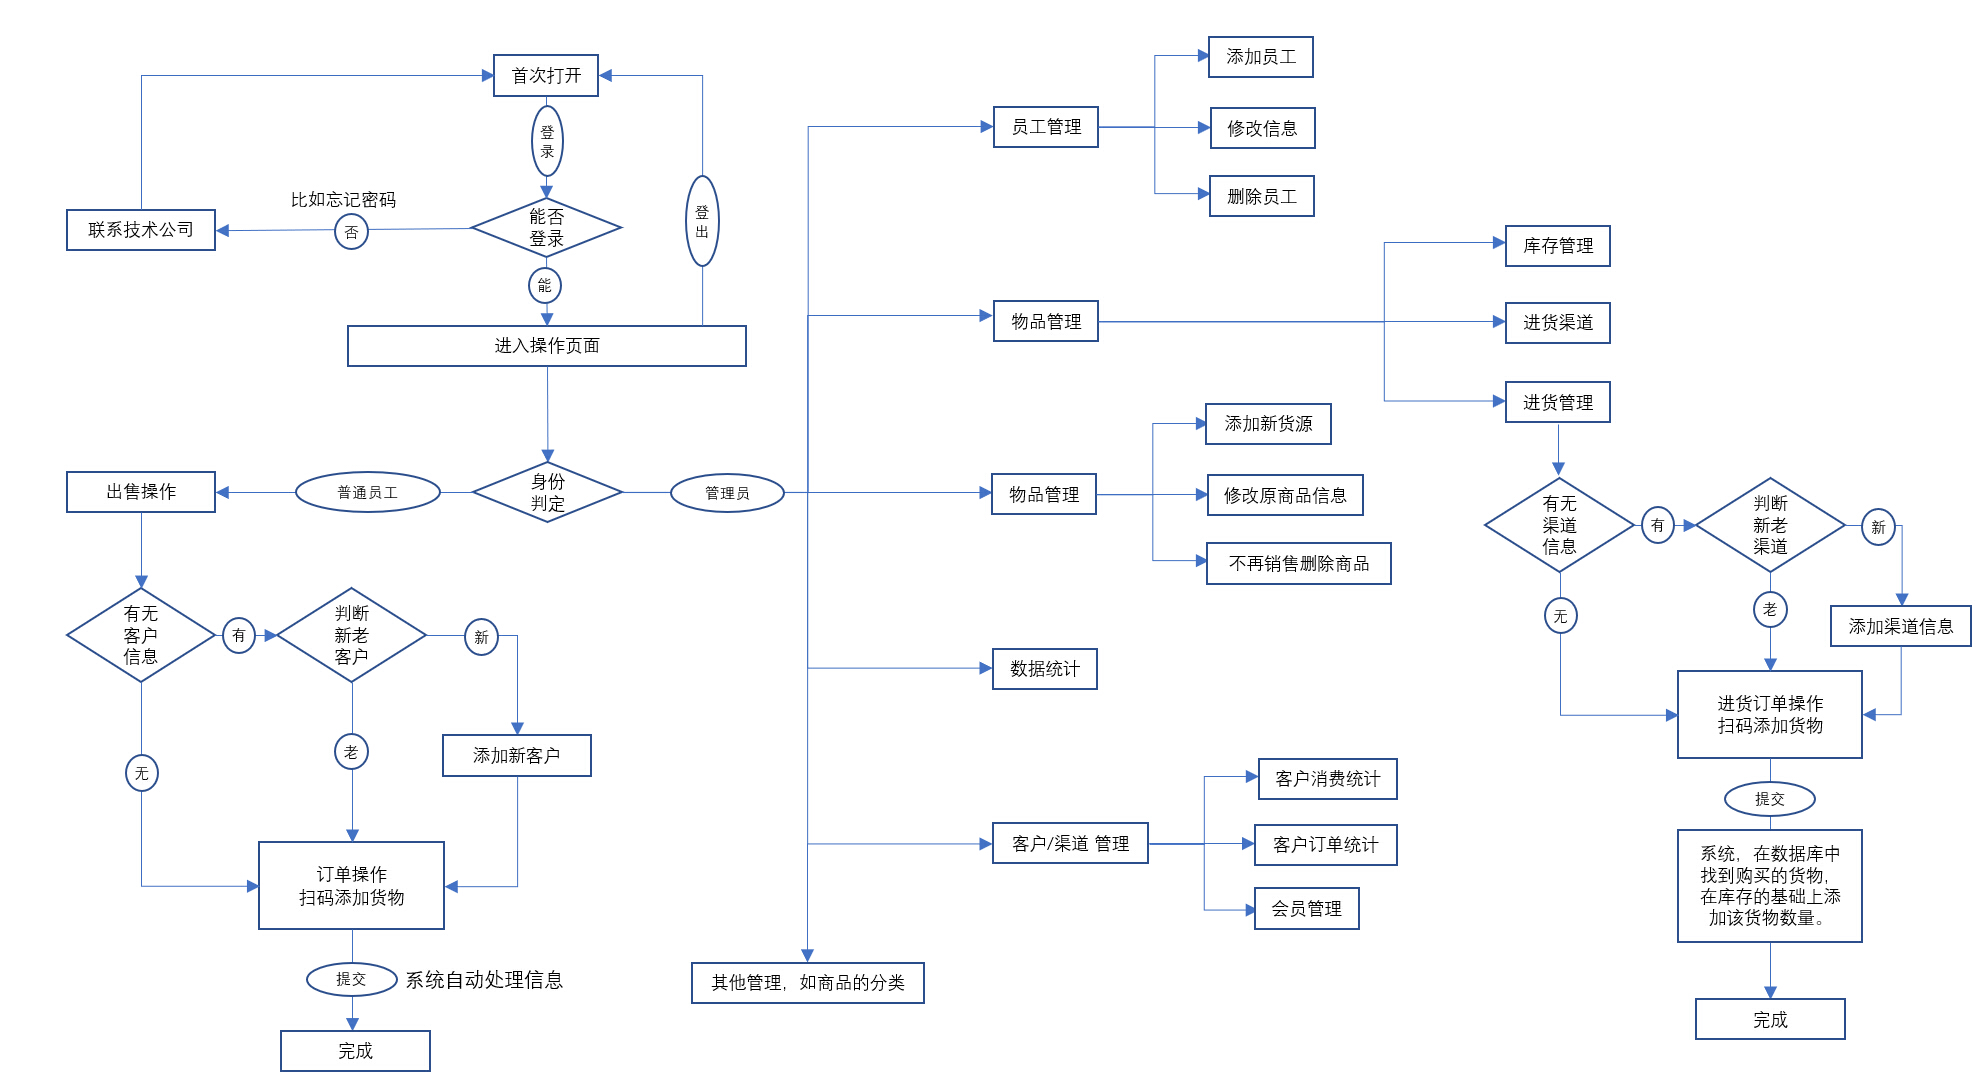 首次打开
登
录
比如忘记密码
联系技术公司
否
能否
登录
登
出
能
进入操作页面
出售操作
普通员工
身份
判定
管理员
有无
客户
信息
有
判断
新老
客户
新
无
老
添加新客户
订单操作
扫码添加货物
提交
系统自动处理信息
完成
员工管理
添加员工
修改信息
删除员工
物品管理
库存管理
进货渠道
进货管理
物品管理
添加新货源
修改原商品信息
不再销售删除商品
数据统计
客户/渠道 管理
客户消费统计
客户订单统计
会员管理
其他管理，如商品的分类
有无
渠道
信息
有
判断
新老
渠道
新
无
老
添加渠道信息
进货订单操作
扫码添加货物
提交
系统，在数据库中
找到购买的货物，
在库存的基础上添
加该货物数量。
完成